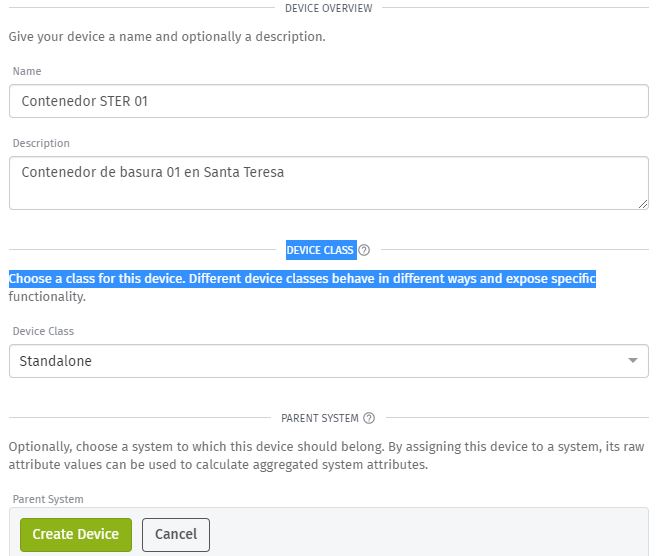 DEVICE OVERVIEW
Give your device a name and optionally a description.
Name
Contenedor STER 01
Description
Contenedor de basura 01 en Santa Teresa
DEVICE CLASS ?
Choose a class for this device. Different device classes behave in different ways and expose specific
functionality.
Device Class
Standalone
PARENT SYSTEM ?
Optionally, choose a system to which this device should belong. By assigning this device to a system, its raw
attribute values can be used to calculate aggregated system attributes.
Parent System
Create Device Cancel